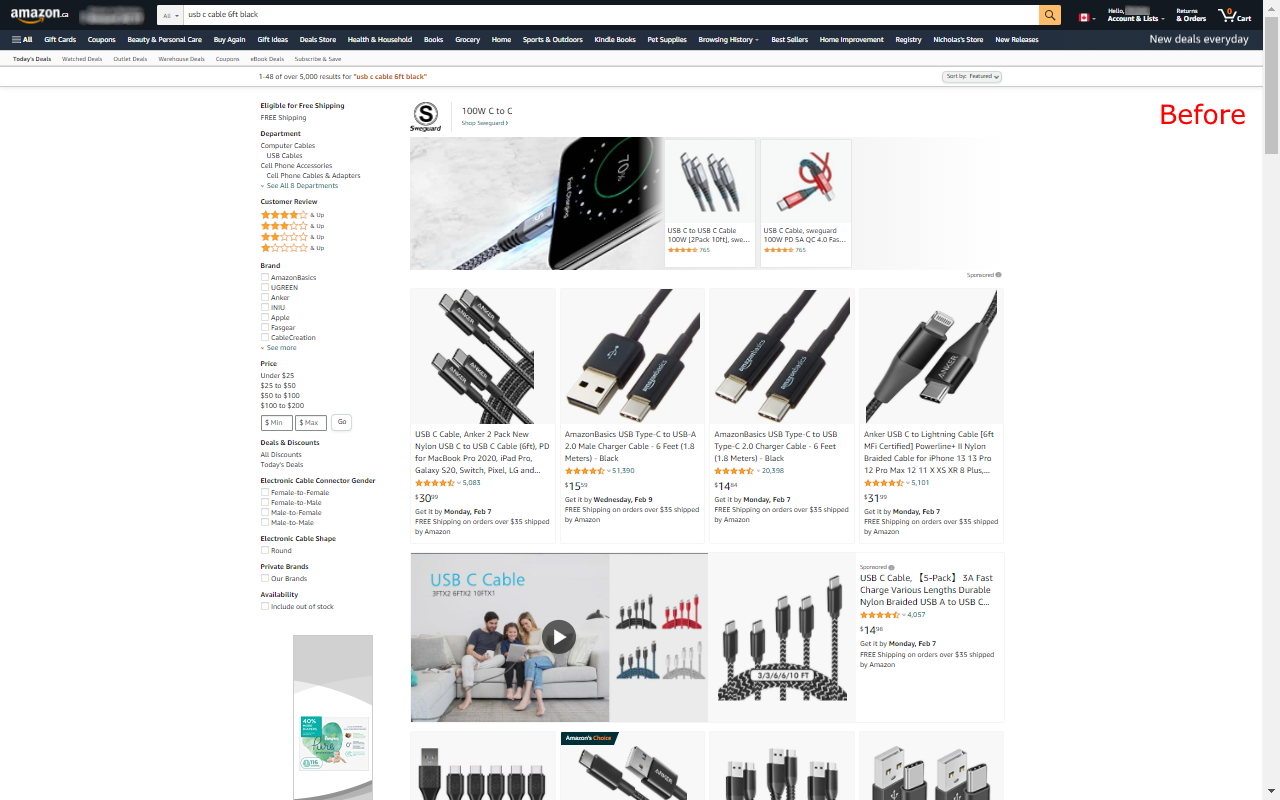 amazon.ca
All
usb c cable 6ft black
Hello,
Account & Lists
Returns
& Orders
0
Cart
All
Gift Cards
Coupons
Beauty & Personal Care
Buy Again
Gift Ideas
Deals Store
Health & Household
Books
Grocery
Home
Sports & Outdoors
Kindle Books
Pet Supplies
Browsing History
Best Sellers
Home Improvement
Registry
Nicholas's Store
New Releases
New deals everyday
Today's Deals
Watched Deals
Outlet Deals
Warehouse Deals
Coupons
eBook Deals
Subscribe & Save
1-48 of over 5,000 results for "usb c cable 6ft black"
Sort by: Featured
Before
Eligible for Free Shipping
FREE Shipping
Department
Computer Cables
USB Cables
Cell Phone Accessories
Cell Phone Cables & Adapters
See All 8 Departments
Customer Review
& Up
& Up
& Up
& Up
Brand
AmazonBasics
UGREEN
Anker
INIU
Apple
Fasgear
CableCreation
See more
Price
Under $25
$25 to $50
$50 to $100
$100 to $200
$ Min
$ Max
Go
Deals & Discounts
All Discounts
Today's Deals
Electronic Cable Connector Gender
Female-to-Female
Female-to-Male
Male-to-Female
Male-to-Male
Electronic Cable Shape
Round
Private Brands
Our Brands
Availability
Include out of stock
40%
Pure
S
Sweguard
100W C to C
Shop Sweguard ›
70%
Fast Charging
USB C to USB C Cable
100W [2Pack 10ft), swe...
765
USB C Cable, sweguard
100W PD 5A QC 4.0 Fas...
765
Sponsored
ANKER
ANKER
amazonbasics
amazonbasics
amazonbasics
ANKER
USB C Cable, Anker 2 Pack New
Nylon USB C to USB C Cable (6ft), PD
for MacBook Pro 2020, iPad Pro,
Galaxy S20, Switch, Pixel, LG and...
5,083
$30⁹⁹
Get it by Monday, Feb 7
FREE Shipping on orders over $35 shipped
by Amazon
AmazonBasics USB Type-C to USB-A
2.0 Male Charger Cable - 6 Feet (1.8
Meters) - Black
51,390
$15⁵⁹
Get it by Wednesday, Feb 9
FREE Shipping on orders over $35 shipped
by Amazon
AmazonBasics USB Type-C to USB
Type-C 2.0 Charger Cable - 6 Feet
(1.8 Meters) - Black
20,398
$14⁶⁴
Get it by Monday, Feb 7
FREE Shipping on orders over $35 shipped
by Amazon
Anker USB C to Lightning Cable [6ft
MFi Certified] Powerline+ II Nylon
Braided Cable for iPhone 13 13 Pro
12 Pro Max 12 11 X XS XR 8 Plus,...
5,101
$31⁹⁹
Get it by Monday, Feb 7
FREE Shipping on orders over $35 shipped
by Amazon
USB C Cable
3FTX2 6FTX2 10FTX1
3/3/6/6/10 FT
Sponsored
USB C Cable, 【5-Pack】 3A Fast
Charge Various Lengths Durable
Nylon Braided USB A to USB C...
4,057
$14⁹⁸
Get it by Monday, Feb 7
FREE Shipping on orders over $35 shipped
by Amazon
Amazon's Choice
ANKER